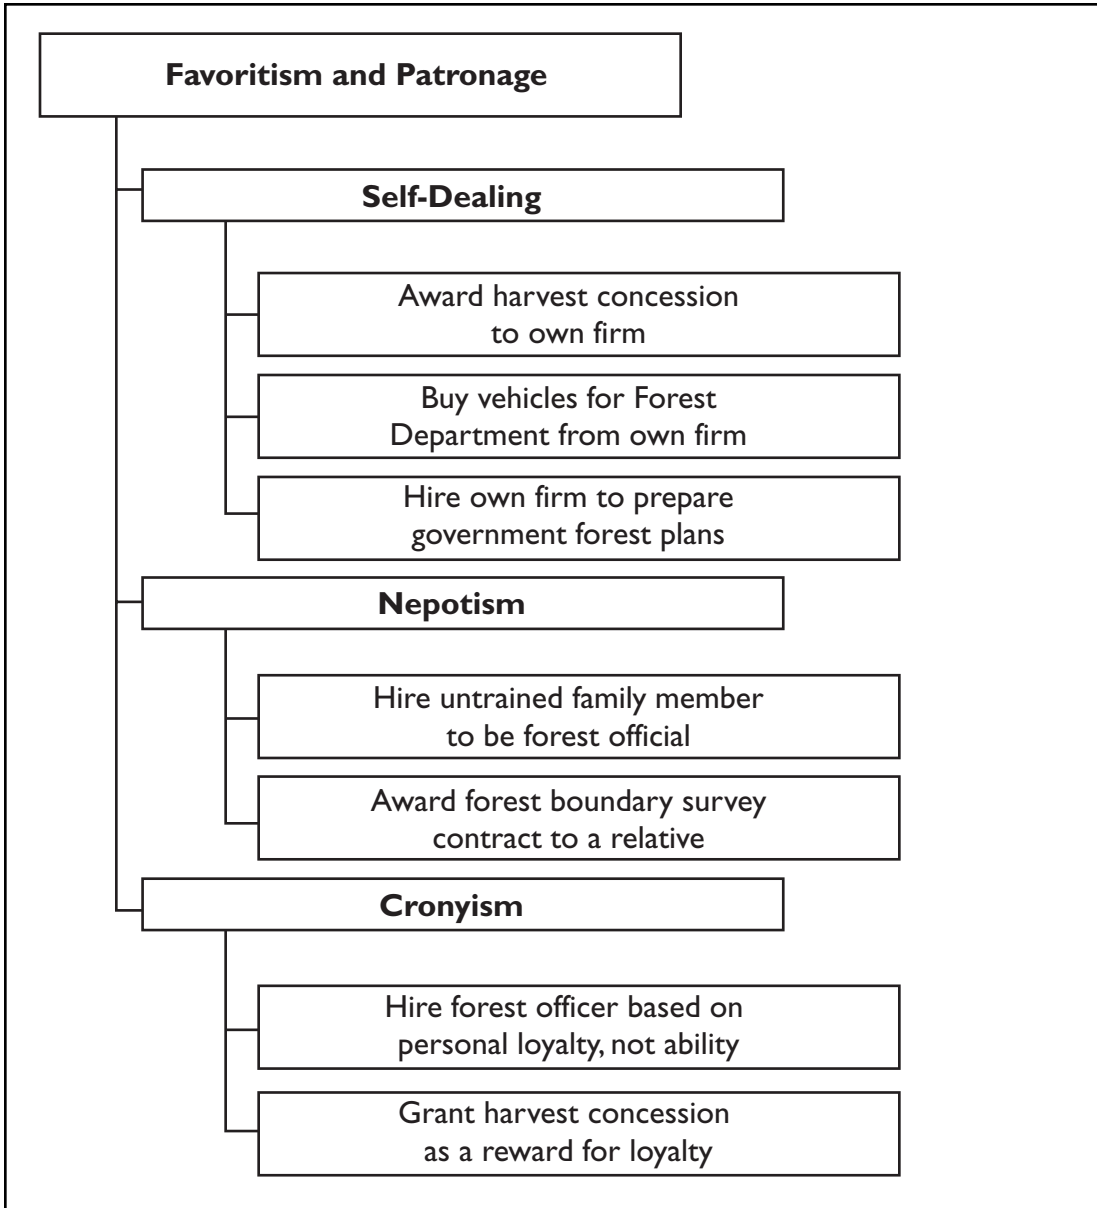 Favoritism and Patronage
Self-Dealing
Award harvest concession
to own firm
Buy vehicles for Forest
Department from own firm
Hire own firm to prepare
government forest plans
Nepotism
Hire untrained family member
to be forest official
Award forest boundary survey
contract to a relative
Cronyism
Hire forest officer based on
personal loyalty, not ability
Grant harvest concession
as a reward for loyalty